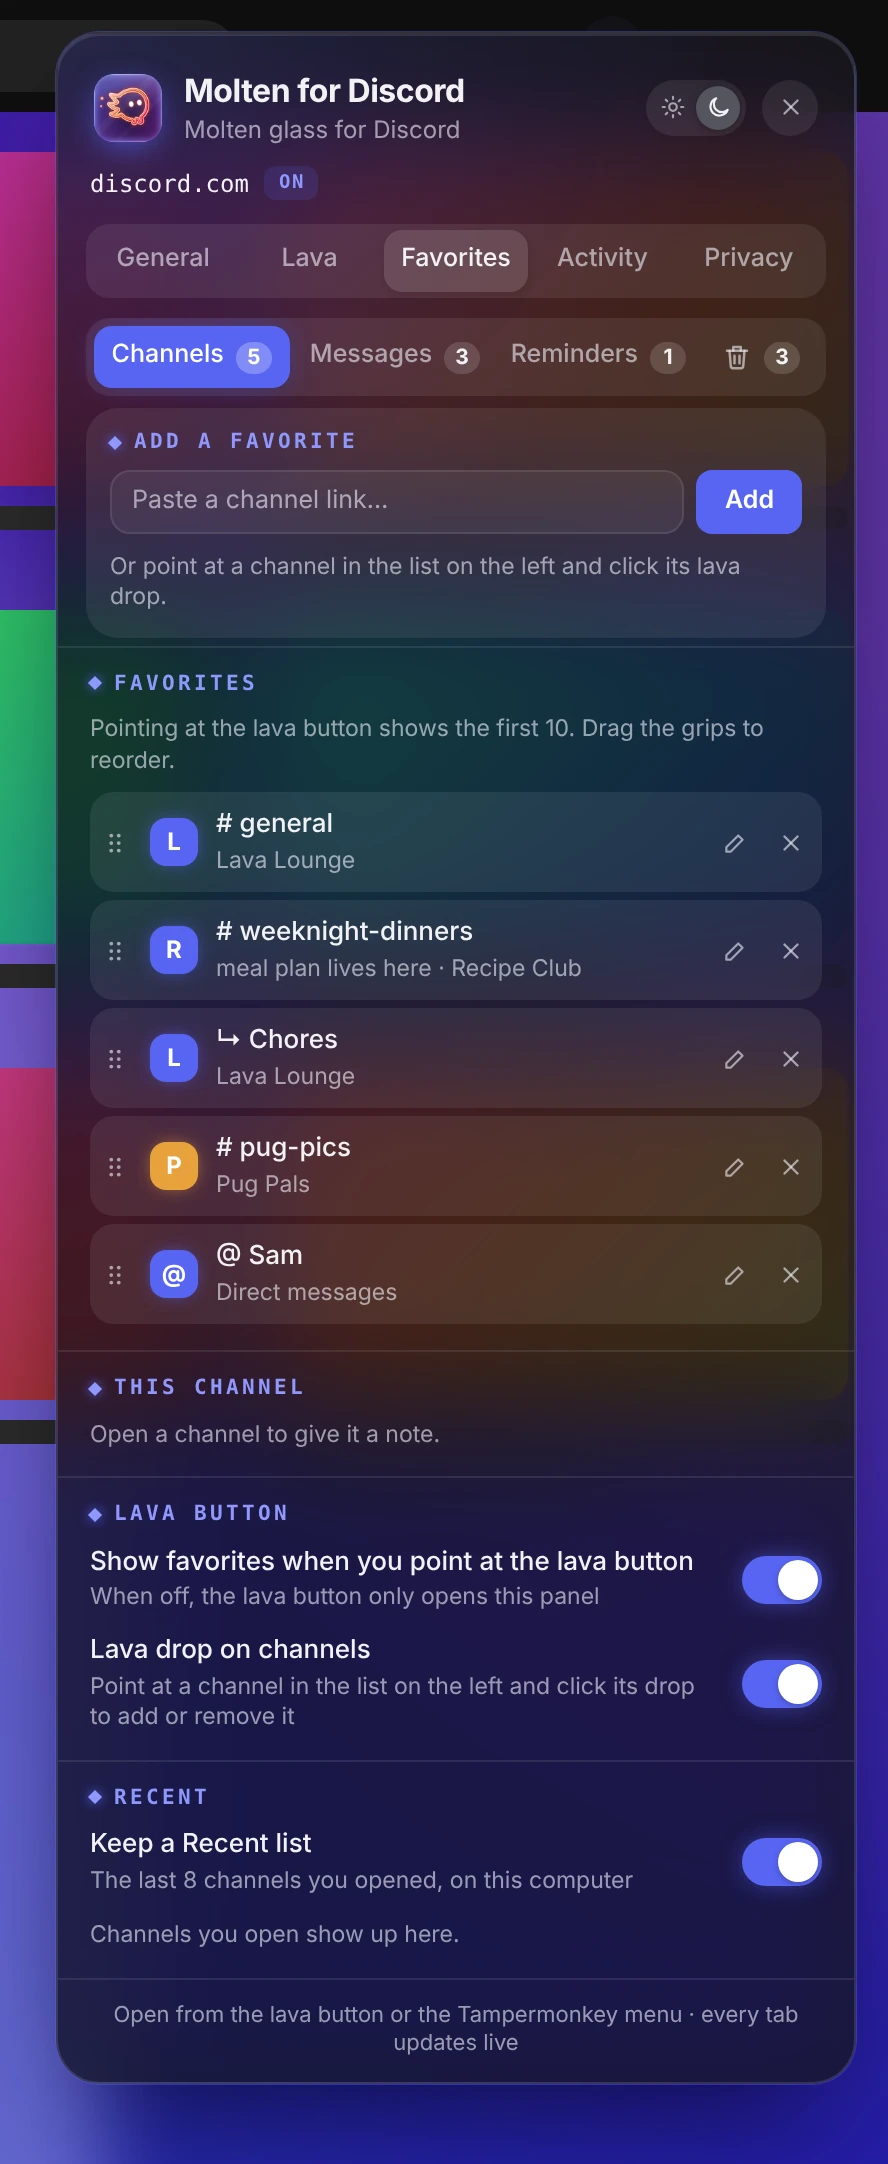 Molten for Discord
Molten glass for Discord
discord.com ON
General Lava Favorites Activity Privacy
Channels 5 Messages 3 Reminders 1 3
◆ ADD A FAVORITE
Paste a channel link... Add
Or point at a channel in the list on the left and click its lava
drop.
◆ FAVORITES
Pointing at the lava button shows the first 10. Drag the grips to
reorder.
L # general
Lava Lounge
R # weeknight-dinners
meal plan lives here · Recipe Club
L ↳ Chores
Lava Lounge
P # pug-pics
Pug Pals
@ @ Sam
Direct messages
◆ THIS CHANNEL
Open a channel to give it a note.
◆ LAVA BUTTON
Show favorites when you point at the lava button
When off, the lava button only opens this panel
Lava drop on channels
Point at a channel in the list on the left and click its drop
to add or remove it
◆ RECENT
Keep a Recent list
The last 8 channels you opened, on this computer
Channels you open show up here.
Open from the lava button or the Tampermonkey menu · every tab
updates live